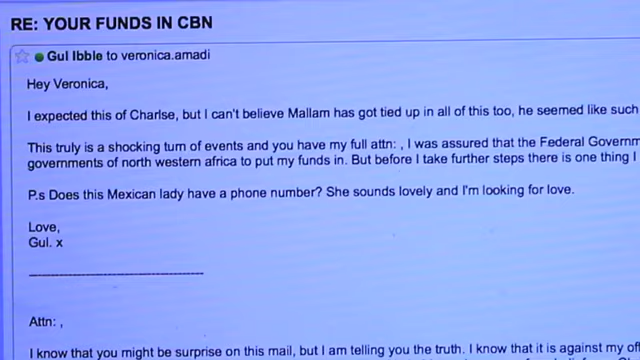 RE: YOUR FUNDS IN CBN
Gul Ibble to veronica.amadi
Hey Veronica,
I expected this of Charlse, but I can't believe Mallam has got tied up in all of this too, he seemed like such
This truly is a shocking turn of events and you have my full attn: , I was assured that the Federal Governm
governments of north western africa to put my funds in. But before I take further steps there is one thing I
P.s Does this Mexican lady have a phone number? She sounds lovely and I'm looking for love.
Love,
Gul. x
Attn: ,
I know that you might be surprise on this mail, but I am telling you the truth. I know that it is against my off